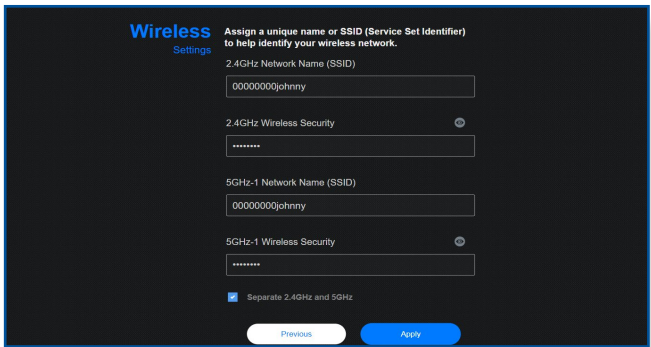 Wireless
Settings
Assign a unique name or SSID (Service Set Identifier)
to help identify your wireless network.
2.4GHz Network Name (SSID)
00000000johnny
2.4GHz Wireless Security
••••••••
5GHz-1 Network Name (SSID)
00000000johnny
5GHz-1 Wireless Security
••••••••
Separate 2.4GHz and 5GHz
Previous
Apply